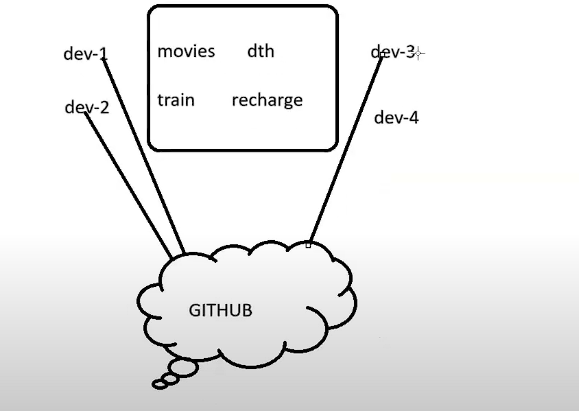 dev-1
movies dth
dev-3
dev-2
train recharge
dev-4
GITHUB